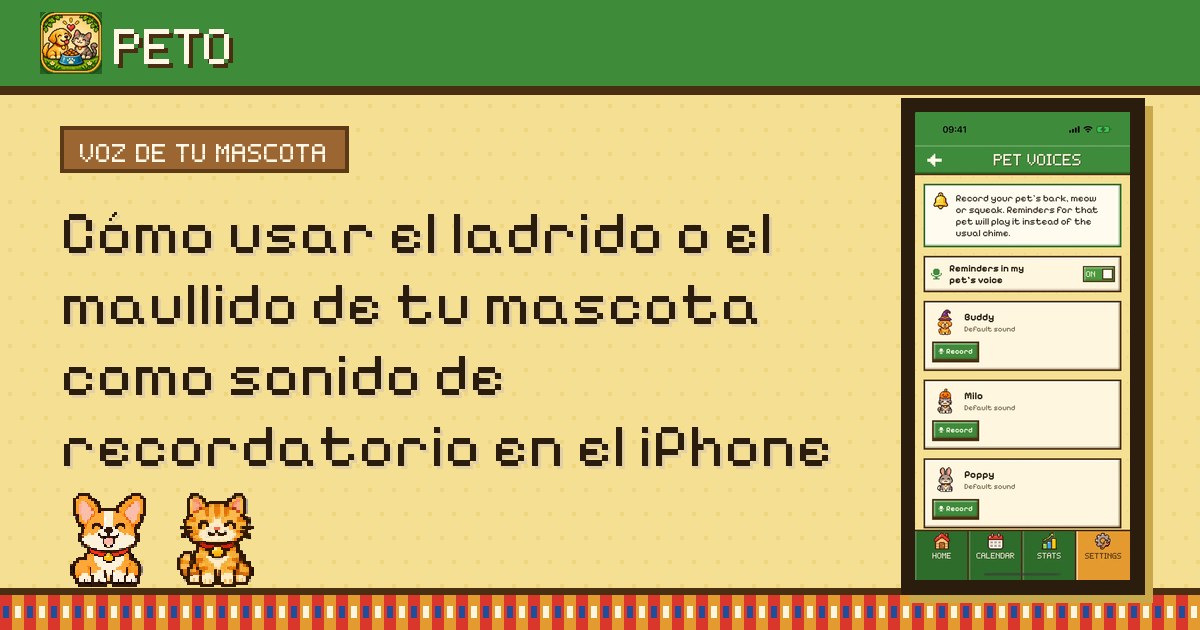 PETO
VOZ DE TU MASCOTA
Cómo usar el ladrido o el
maullido de tu mascota
como sonido de
recordatorio en el iPhone
09:41
PET VOICES
Record your pet's bark, meow
or squeak. Reminders for that
pet will play it instead of the
usual chime.
Reminders in my
pet's voice
ON
Buddy
Default sound
Record
Milo
Default sound
Record
Poppy
Default sound
Record
HOME CALENDAR STATS SETTINGS